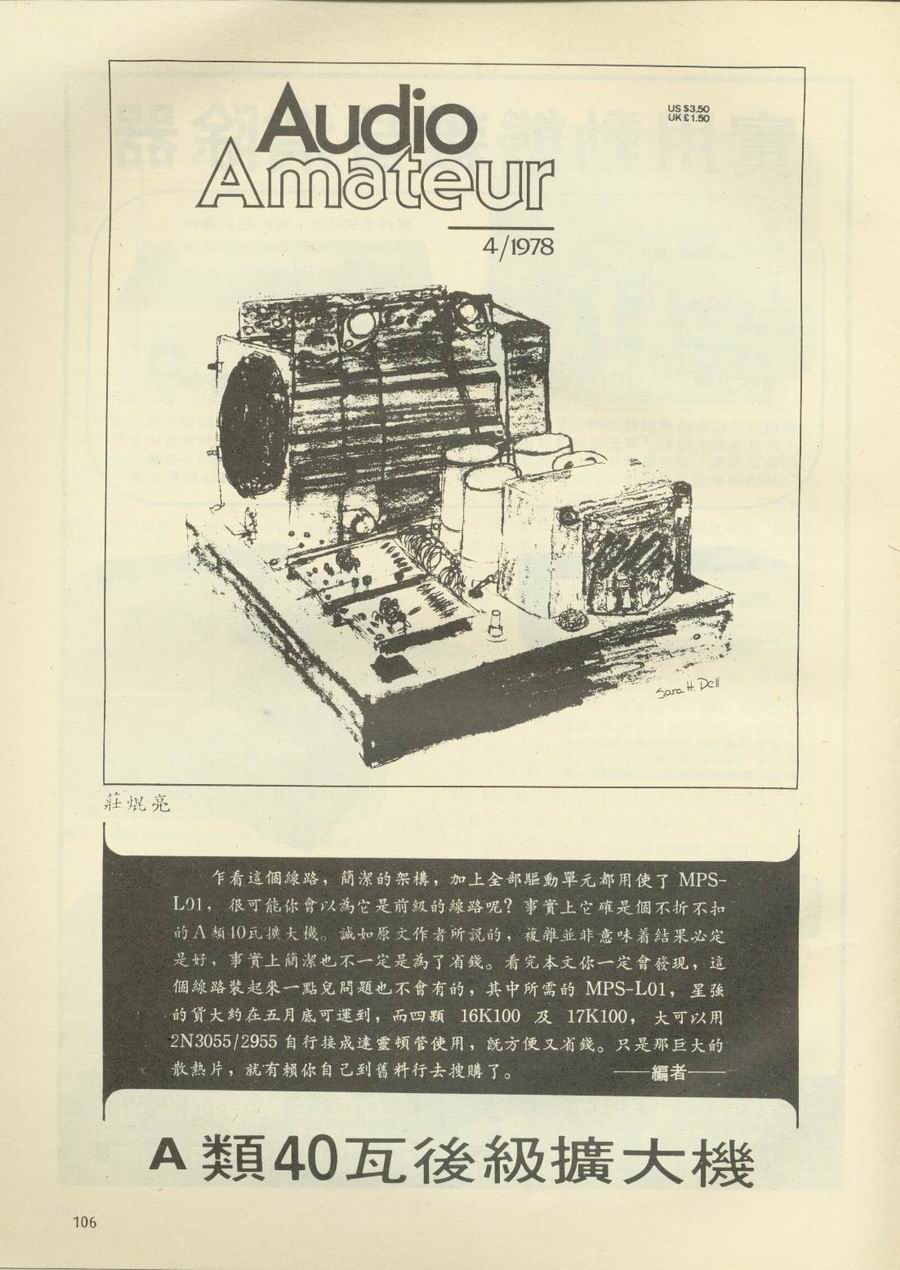 Audio
Amateur
US $3.50
UK £1.50
4/1978
Sara H. Dell
莊焜亮
乍看這個線路，簡潔的架構，加上全部驅動單元都用使了 MPS-
L01，很可能你會以為它是前級的線路呢？事實上它確是個不折不扣
的A類40瓦擴大機。誠如原文作者所説的，複雜並非意味着結果必定
是好，事實上簡潔也不一定是為了省錢。看完本文你一定會發現，這
個線路裝起來一點兒問題也不會有的，其中所需的 MPS-L01，星強
的貨大約在五月底可運到，而四顆 16K100 及 17K100，大可以用
2N3055/2955 自行接成達靈頓管使用，既方便又省錢。只是那巨大的
散熱片，就有賴你自己到舊料行去搜購了。 ——編者——
A類40瓦後級擴大機
106